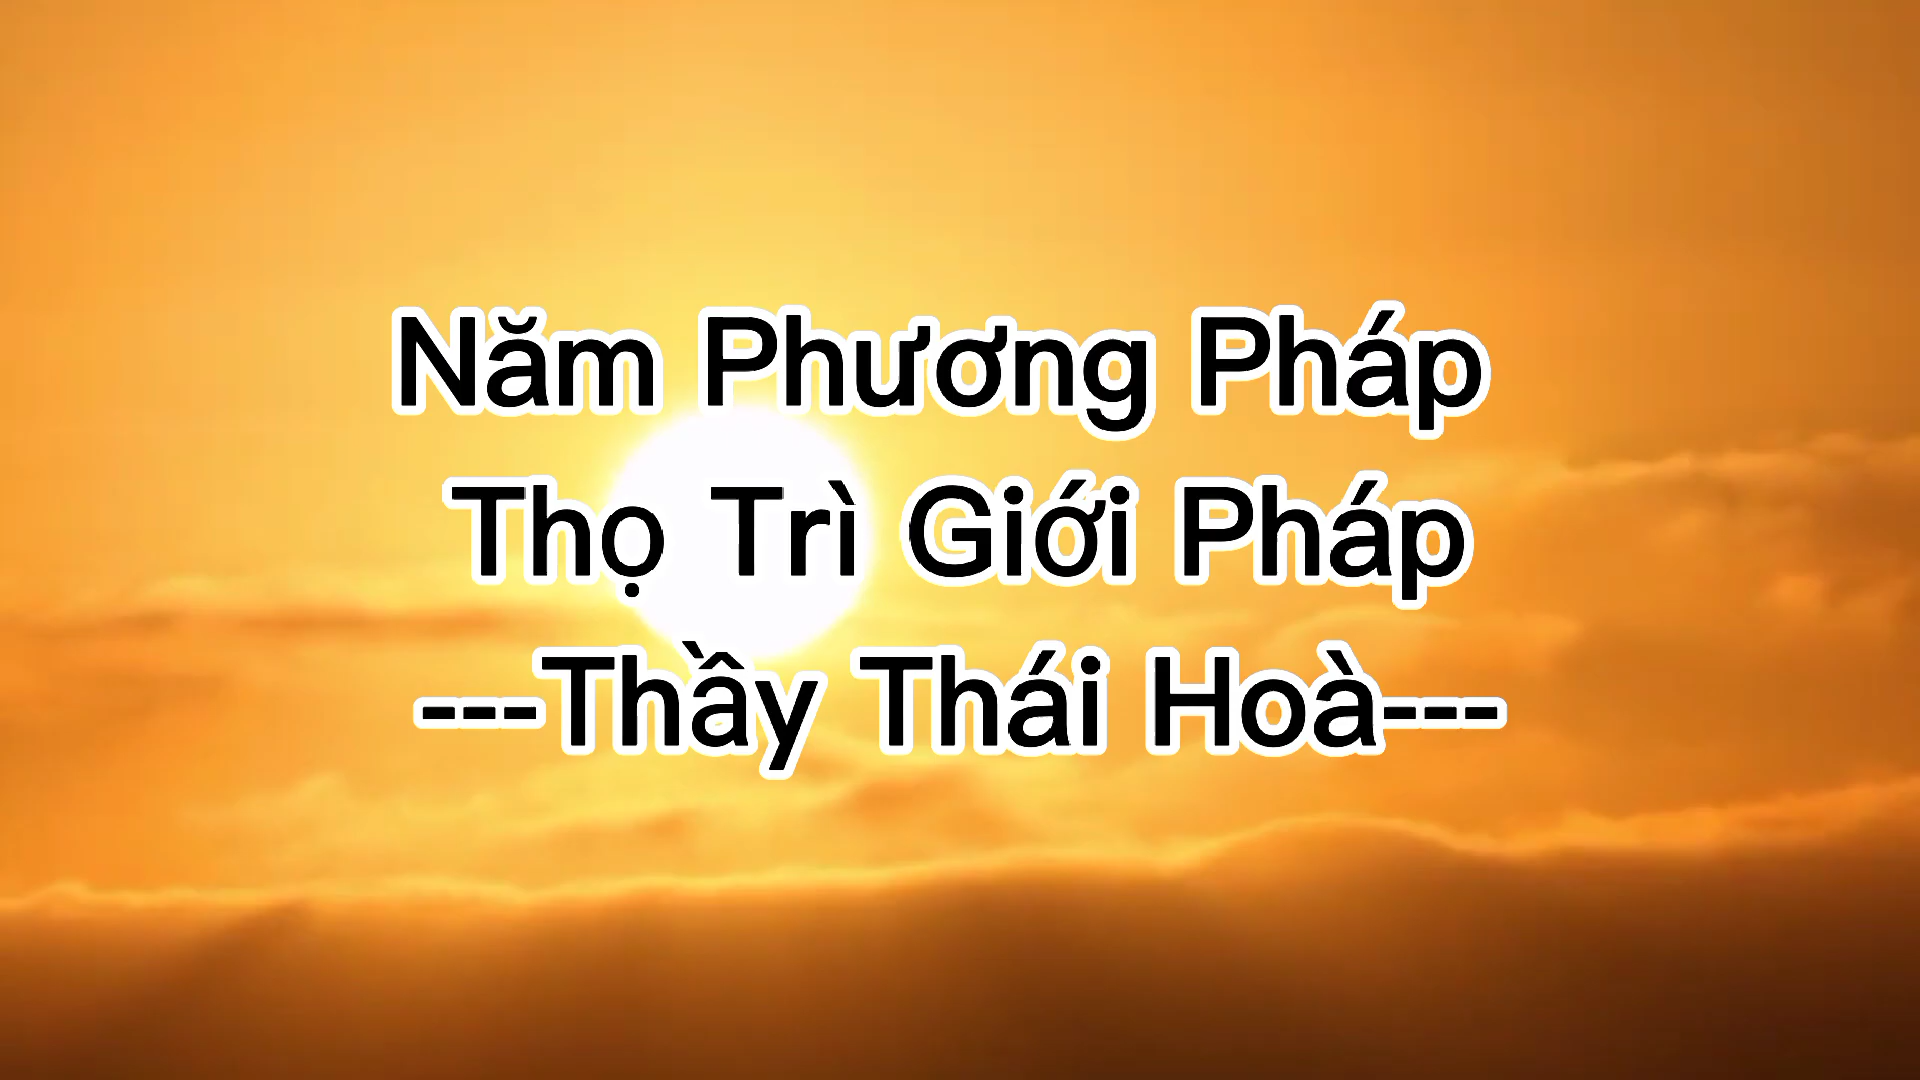 Năm Phương Pháp
Thọ Trì Giới Pháp
---Thầy Thái Hoà---